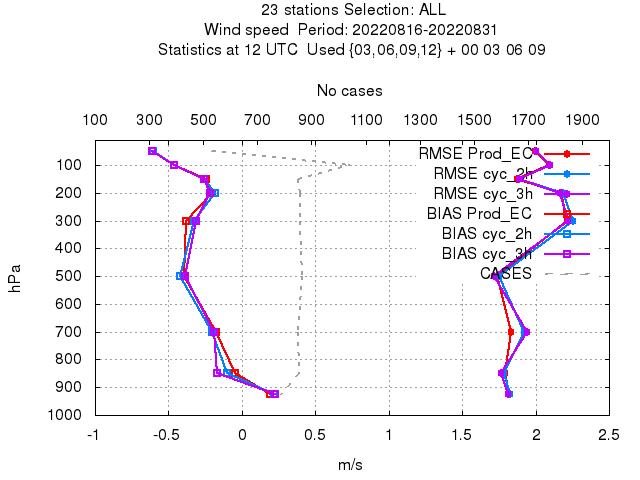 23 stations Selection: ALL
Wind speed  Period: 20220816-20220831
Statistics at 12 UTC  Used {03,06,09,12} + 00 03 06 09
No cases
100 300 500 700 900 1100 1300 1500 1700 1900
RMSE Prod_EC
RMSE cyc_2h
RMSE cyc_3h
BIAS Prod_EC
BIAS cyc_2h
BIAS cyc_3h
CASES
hPa
100
200
300
400
500
600
700
800
900
1000
-1 -0.5 0 0.5 1 1.5 2 2.5
m/s